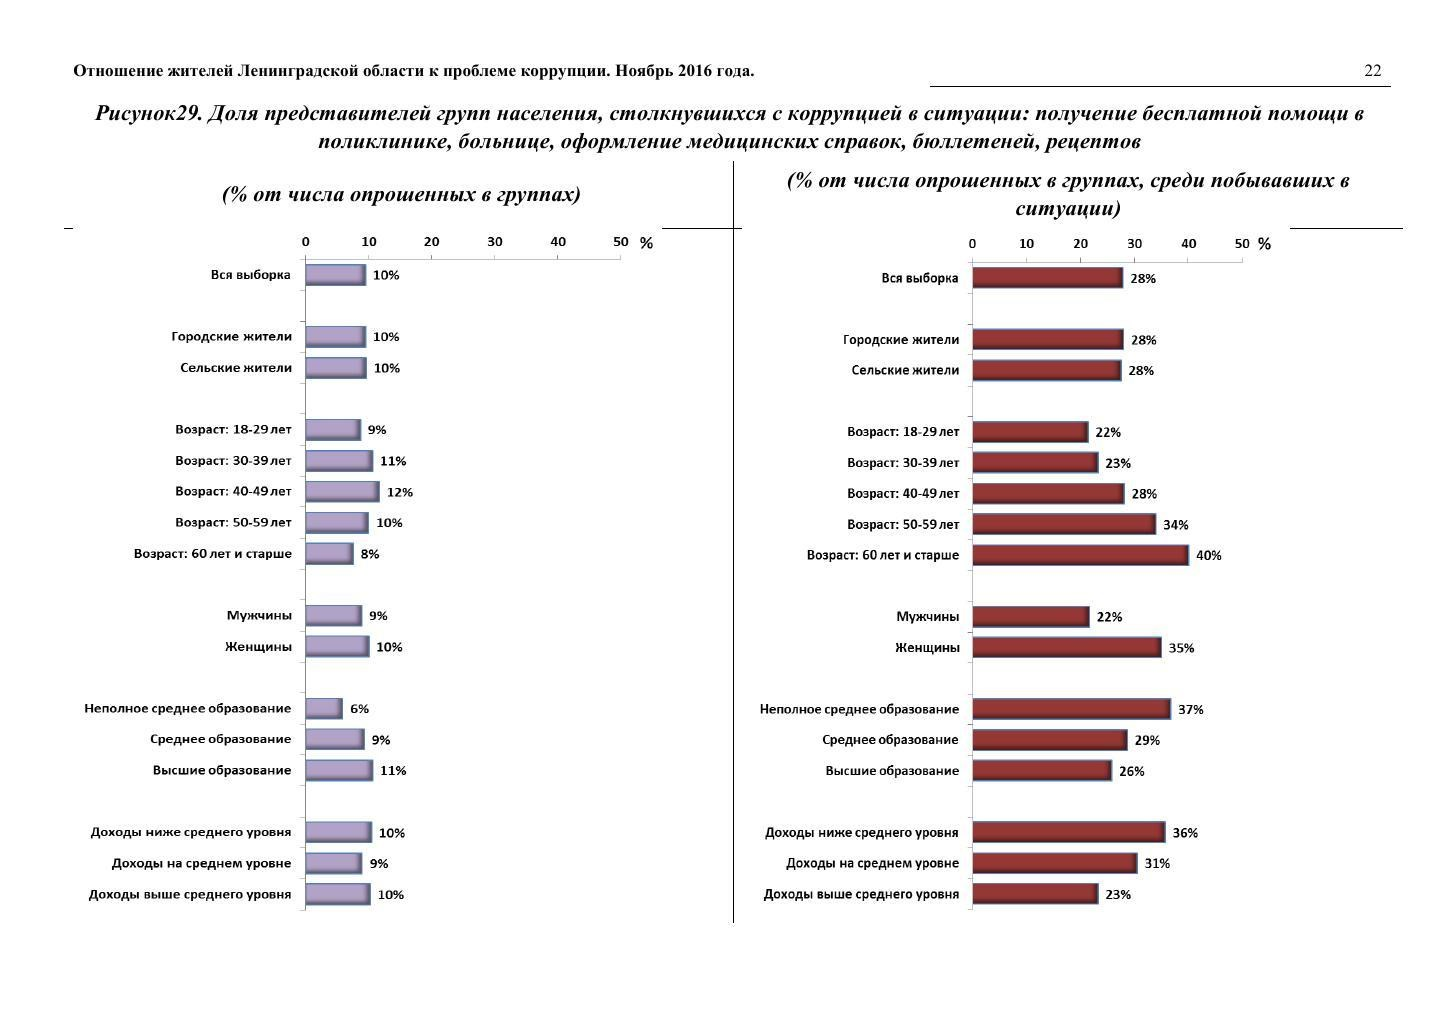 Отношение жителей Ленинградской области к проблеме коррупции. Ноябрь 2016 года.
22
Рисунок29. Доля представителей групп населения, столкнувшихся с коррупцией в ситуации: получение бесплатной помощи в
поликлинике, больнице, оформление медицинских справок, бюллетеней, рецептов
(% от числа опрошенных в группах)
0 10 20 30 40 50 %
Вся выборка 10%
Городские жители 10%
Сельские жители 10%
Возраст: 18-29 лет 9%
Возраст: 30-39 лет 11%
Возраст: 40-49 лет 12%
Возраст: 50-59 лет 10%
Возраст: 60 лет и старше 8%
Мужчины 9%
Женщины 10%
Неполное среднее образование 6%
Среднее образование 9%
Высшие образование 11%
Доходы ниже среднего уровня 10%
Доходы на среднем уровне 9%
Доходы выше среднего уровня 10%
(% от числа опрошенных в группах, среди побывавших в
ситуации)
0 10 20 30 40 50 %
Вся выборка 28%
Городские жители 28%
Сельские жители 28%
Возраст: 18-29 лет 22%
Возраст: 30-39 лет 23%
Возраст: 40-49 лет 28%
Возраст: 50-59 лет 34%
Возраст: 60 лет и старше 40%
Мужчины 22%
Женщины 35%
Неполное среднее образование 37%
Среднее образование 29%
Высшие образование 26%
Доходы ниже среднего уровня 36%
Доходы на среднем уровне 31%
Доходы выше среднего уровня 23%